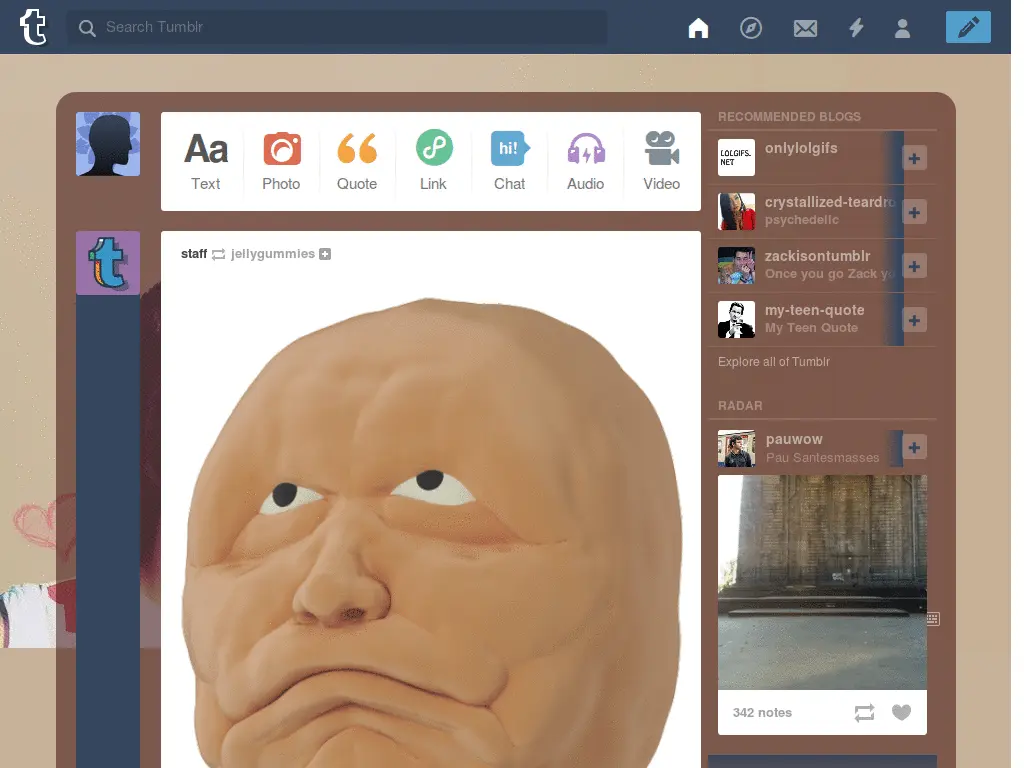 t
Search Tumblr
Aa
hi!
Text
Photo
Quote
Link
Chat
Audio
Video
t
staff jellygummies
RECOMMENDED BLOGS
LOLGIFS.
NET
onlylolgifs
crystallized-teardro
psychedelic
zackisontumblr
Once you go Zack yo
my-teen-quote
My Teen Quote
Explore all of Tumblr
RADAR
pauwow
Pau Santesmasses
342 notes